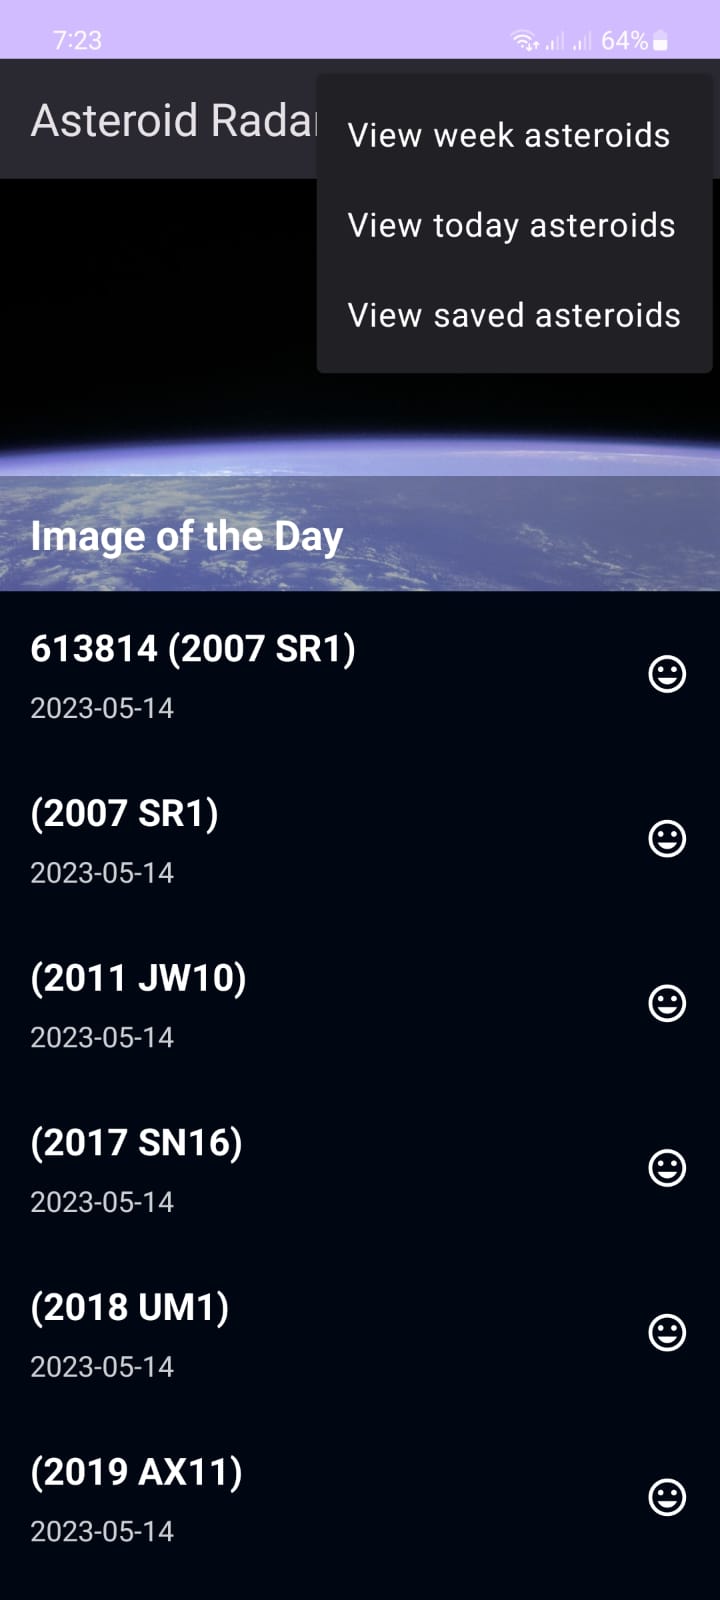 7:23 64%
Asteroid Radar
View week asteroids
View today asteroids
View saved asteroids
Image of the Day
613814 (2007 SR1)
2023-05-14
(2007 SR1)
2023-05-14
(2011 JW10)
2023-05-14
(2017 SN16)
2023-05-14
(2018 UM1)
2023-05-14
(2019 AX11)
2023-05-14